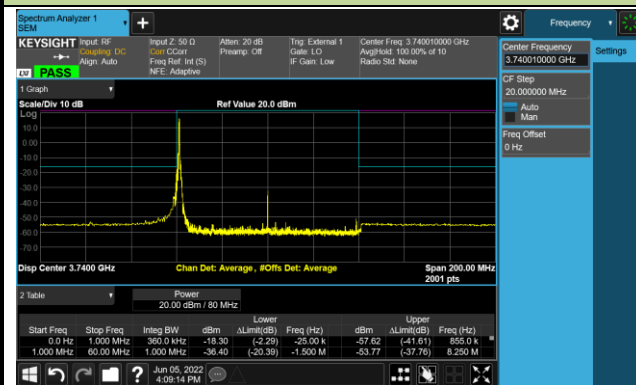 Spectrum Analyzer 1
SEM
Frequency
KEYSIGHT
Input: RF
Coupling: DC
Align: Auto
Input Z: 50 Ω
Corr CCorr
Freq Ref: Int (S)
NFE: Adaptive
Atten: 20 dB
Preamp: Off
Trig: External 1
Gate: LO
IF Gain: Low
Center Freq: 3.740010000 GHz
Avg|Hold: 100.00% of 10
Radio Std: None
LXI
PASS
Center Frequency
3.740010000 GHz
Settings
CF Step
20.000000 MHz
Auto
Man
Freq Offset
0 Hz
1 Graph
Scale/Div 10 dB
Ref Value 20.0 dBm
Log
10.0
0.00
-10.0
-20.0
-30.0
-40.0
-50.0
-60.0
-70.0
Disp Center 3.7400 GHz
Chan Det: Average, #Offs Det: Average
Span 200.00 MHz
2001 pts
2 Table
Power
20.00 dBm / 80 MHz
Lower Upper
Start Freq Stop Freq Integ BW dBm ΔLimit(dB) Freq (Hz) dBm ΔLimit(dB) Freq (Hz)
0.0 Hz 1.000 MHz 360.0 kHz -18.30 (-2.29) -25.00 k -57.62 (-41.61) 855.0 k
1.000 MHz 60.00 MHz 1.000 MHz -36.40 (-20.39) -1.500 M -53.77 (-37.76) 8.250 M
Jun 05, 2022
4:09:14 PM